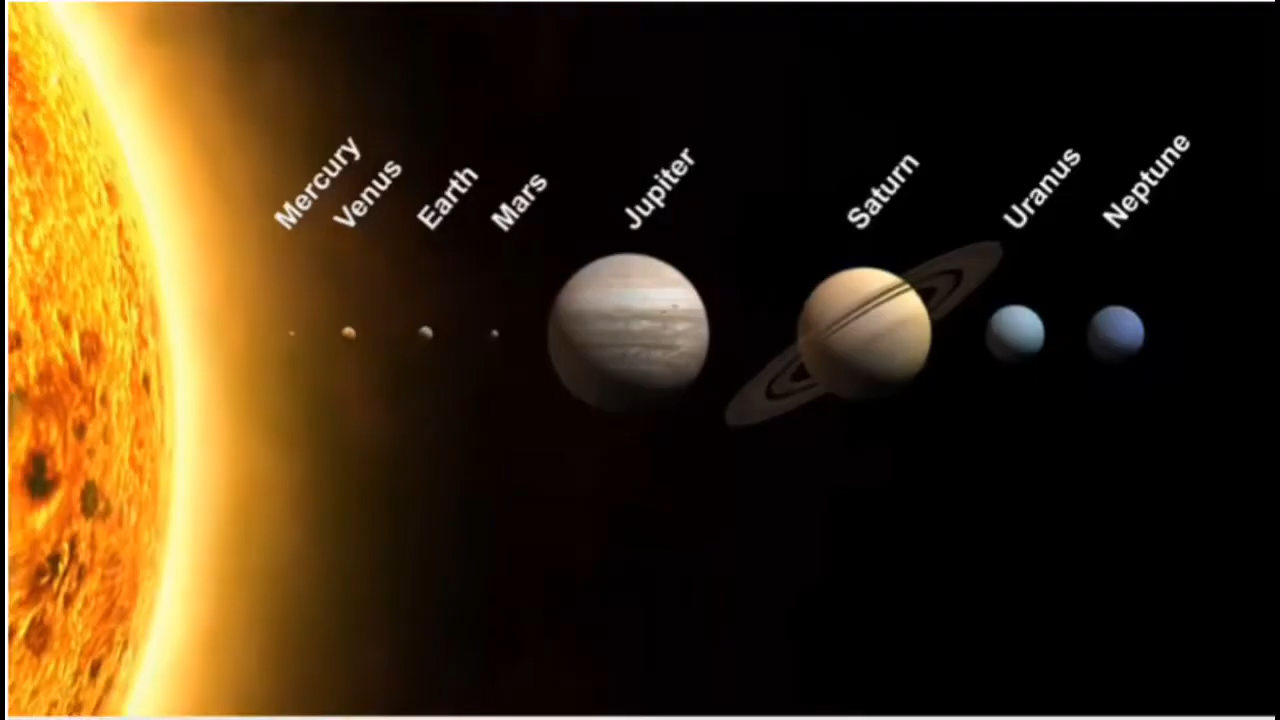 Mercury
Venus
Earth
Mars
Jupiter
Saturn
Uranus
Neptune